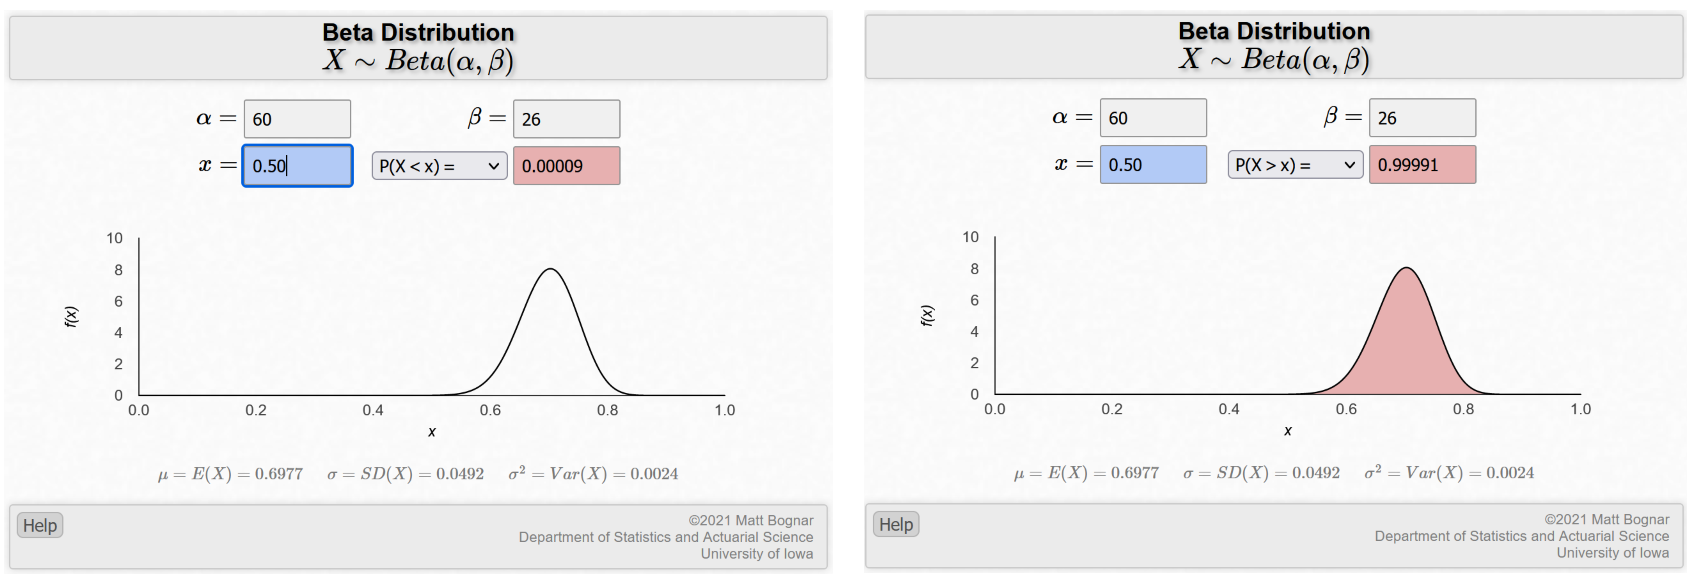 Beta Distribution
X ∼ Beta(α, β)
α = 60
β = 26
x = 0.50
P(X < x) = 0.00009
10
8
6
4
2
0
f(x)
0.0 0.2 0.4 0.6 0.8 1.0
x
μ = E(X) = 0.6977 σ = SD(X) = 0.0492 σ² = Var(X) = 0.0024
Help
©2021 Matt Bognar
Department of Statistics and Actuarial Science
University of Iowa
Beta Distribution
X ∼ Beta(α, β)
α = 60
β = 26
x = 0.50
P(X > x) = 0.99991
10
8
6
4
2
0
f(x)
0.0 0.2 0.4 0.6 0.8 1.0
x
μ = E(X) = 0.6977 σ = SD(X) = 0.0492 σ² = Var(X) = 0.0024
Help
©2021 Matt Bognar
Department of Statistics and Actuarial Science
University of Iowa